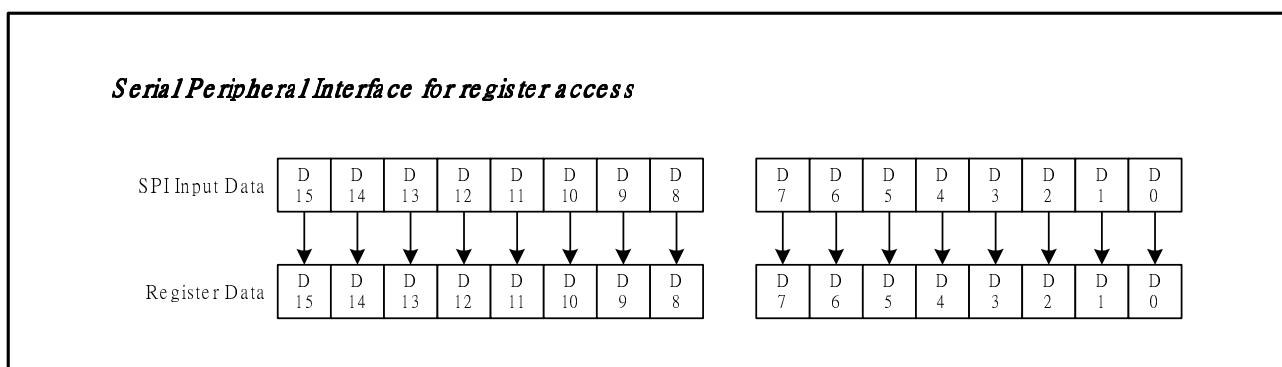 Serial Peripheral Interface for register access
SPI Input Data
D 15 D 14 D 13 D 12 D 11 D 10 D 9 D 8 D 7 D 6 D 5 D 4 D 3 D 2 D 1 D 0
Register Data
D 15 D 14 D 13 D 12 D 11 D 10 D 9 D 8 D 7 D 6 D 5 D 4 D 3 D 2 D 1 D 0